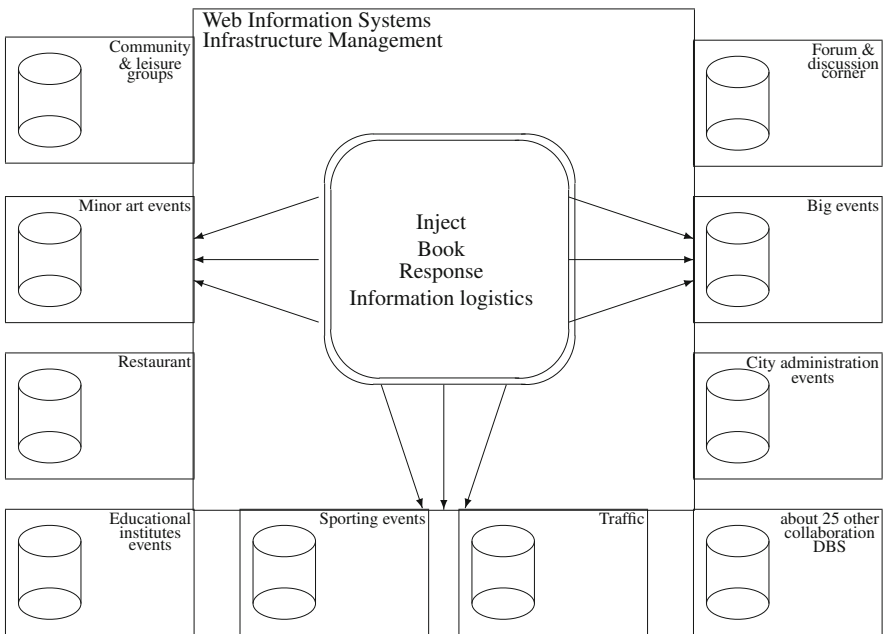 Web Information Systems
Infrastructure Management
Community
& leisure
groups
Forum &
discussion
corner
Minor art events
Big events
Inject
Book
Response
Information logistics
Restaurant
City administration
events
Educational
institutes
events
Sporting events
Traffic
about 25 other
collaboration
DBS